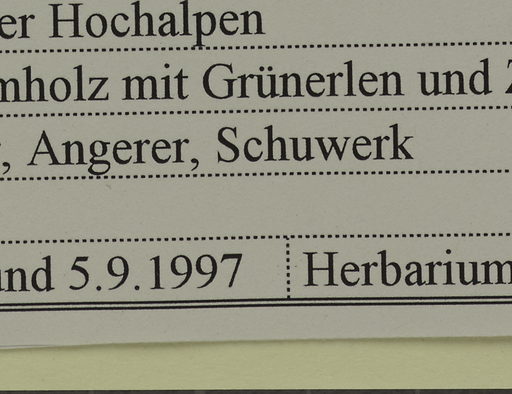 er Hochalpen
mholz mit Grünerlen und
, Angerer, Schuwerk
und 5.9.1997 Herbarium